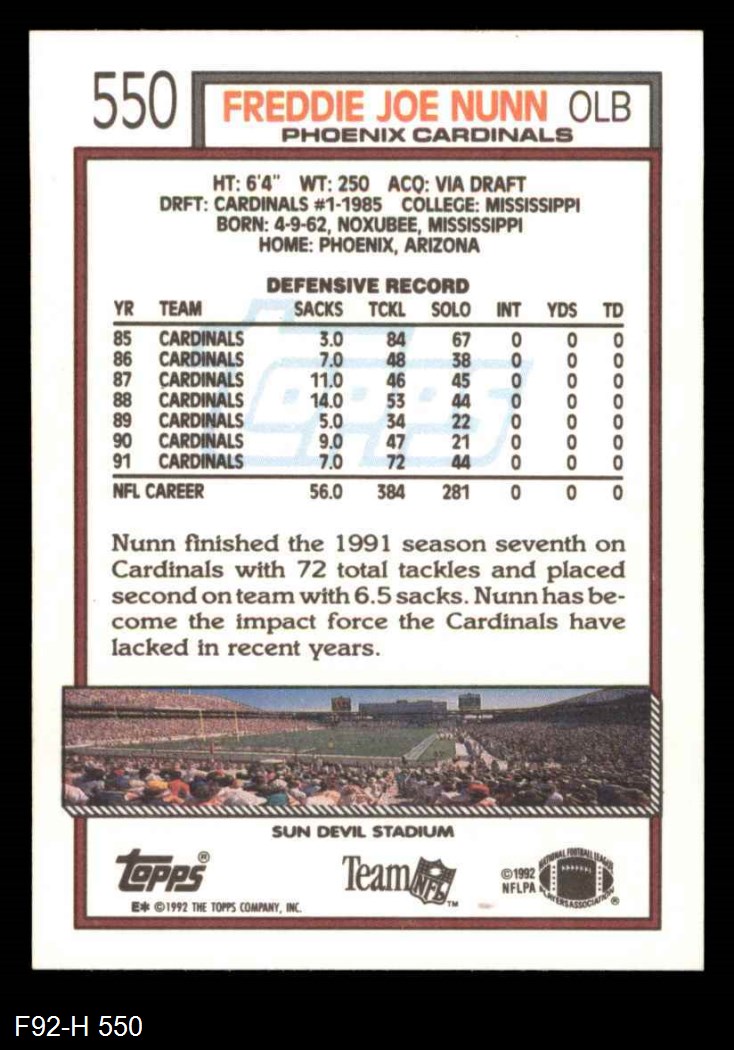 550 FREDDIE JOE NUNN OLB
PHOENIX CARDINALS
HT: 6'4" WT: 250 ACQ: VIA DRAFT
DRFT: CARDINALS #1-1985 COLLEGE: MISSISSIPPI
BORN: 4-9-62, NOXUBEE, MISSISSIPPI
HOME: PHOENIX, ARIZONA
DEFENSIVE RECORD
YR TEAM SACKS TCKL SOLO INT YDS TD
85 CARDINALS 3.0 84 67 0 0 0
86 CARDINALS 7.0 48 38 0 0 0
87 CARDINALS 11.0 46 45 0 0 0
88 CARDINALS 14.0 53 44 0 0 0
89 CARDINALS 5.0 34 22 0 0 0
90 CARDINALS 9.0 47 21 0 0 0
91 CARDINALS 7.0 72 44 0 0 0
NFL CAREER 56.0 384 281 0 0 0
TOPPS
Nunn finished the 1991 season seventh on
Cardinals with 72 total tackles and placed
second on team with 6.5 sacks. Nunn has be-
come the impact force the Cardinals have
lacked in recent years.
SUN DEVIL STADIUM
topps®
E* ©1992 THE TOPPS COMPANY, INC.
Team NFL™
©1992
NFLPA
NATIONAL FOOTBALL LEAGUE
PLAYERS ASSOCIATION®
F92-H 550